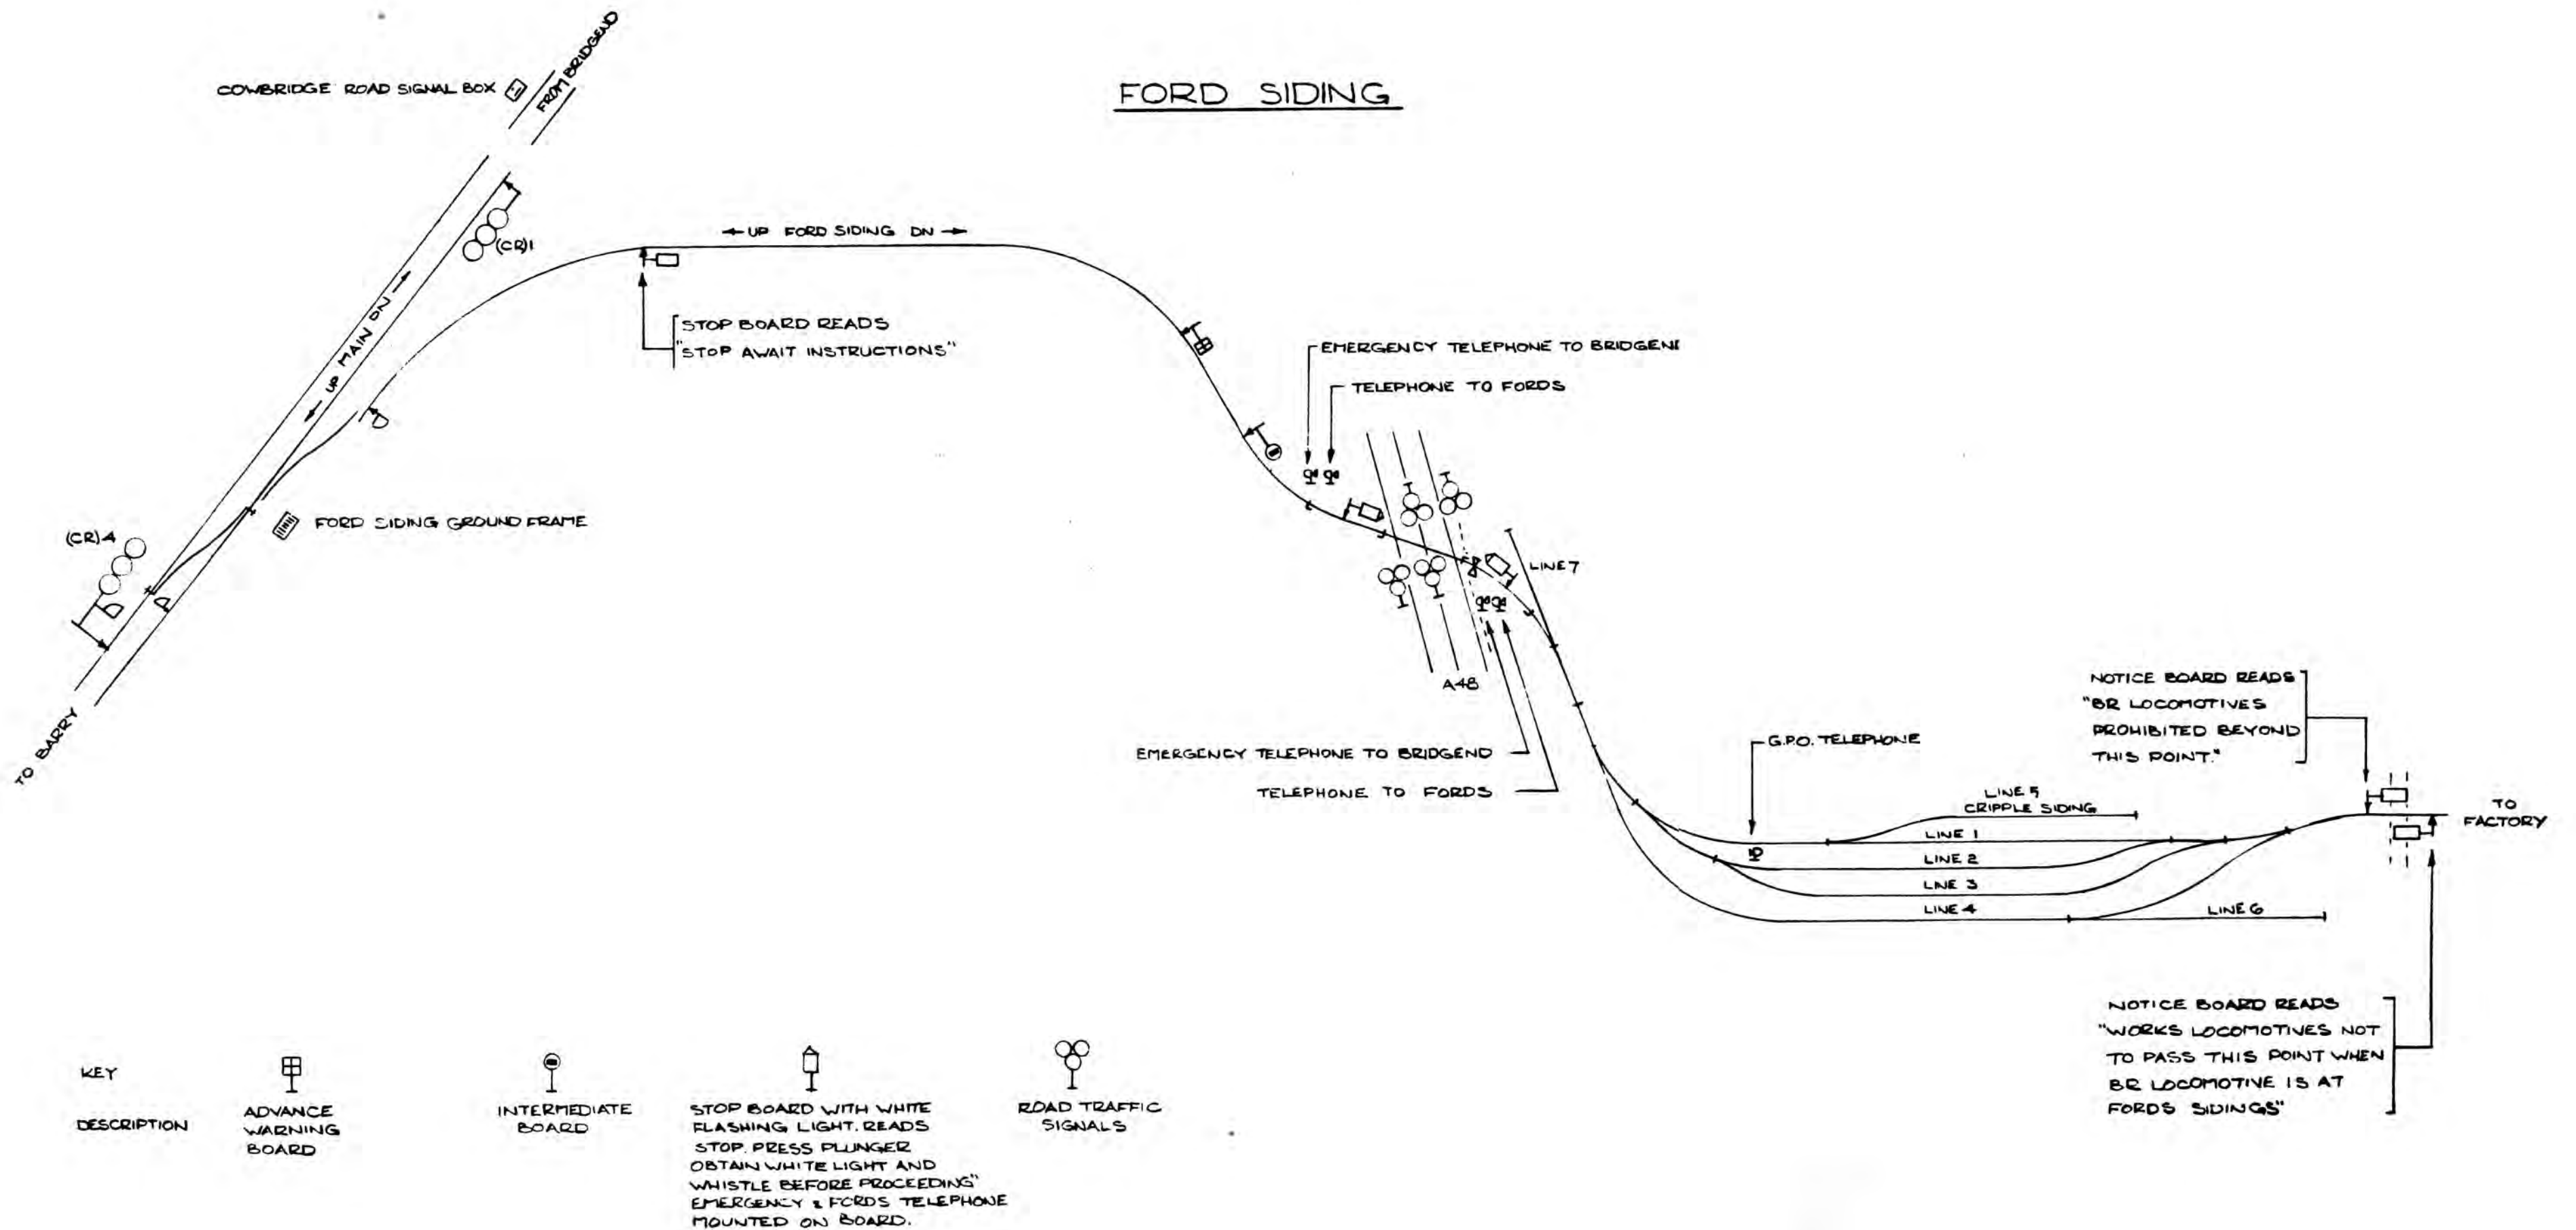 FORD SIDING
COWBRIDGE ROAD SIGNAL BOX
FROM BRIDGEND
(CR)1
← UP FORD SIDING DN →
← UP MAIN DN →
STOP BOARD READS
"STOP AWAIT INSTRUCTIONS"
EMERGENCY TELEPHONE TO BRIDGEN
TELEPHONE TO FORDS
FORD SIDING GROUND FRAME
(CR)4
TO BARRY
LINE 7
A48
EMERGENCY TELEPHONE TO BRIDGEND
TELEPHONE TO FORDS
G.P.O. TELEPHONE
NOTICE BOARD READS
"BR LOCOMOTIVES
PROHIBITED BEYOND
THIS POINT."
LINE 5
CRIPPLE SIDING
LINE 1
LINE 2
LINE 3
LINE 4
LINE 6
TO
FACTORY
NOTICE BOARD READS
"WORKS LOCOMOTIVES NOT
TO PASS THIS POINT WHEN
BR LOCOMOTIVE IS AT
FORDS SIDINGS"
KEY
DESCRIPTION
ADVANCE
WARNING
BOARD
INTERMEDIATE
BOARD
STOP BOARD WITH WHITE
FLASHING LIGHT. READS
STOP. PRESS PLUNGER
OBTAIN WHITE LIGHT AND
WHISTLE BEFORE PROCEEDING"
EMERGENCY & FORDS TELEPHONE
MOUNTED ON BOARD.
ROAD TRAFFIC
SIGNALS